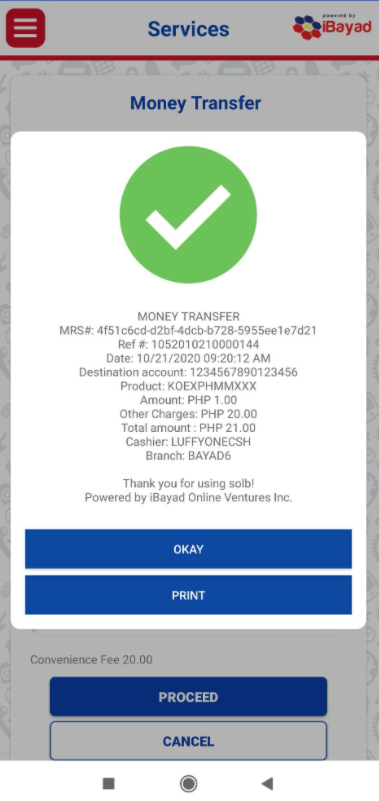 Services
powered by
iBayad
Money Transfer
MONEY TRANSFER
MRS#: 4f51c6cd-d2bf-4dcb-b728-5955ee1e7d21
Ref #: 1052010210000144
Date: 10/21/2020 09:20:12 AM
Destination account: 1234567890123456
Product: KOEXPHMMXXX
Amount: PHP 1.00
Other Charges: PHP 20.00
Total amount : PHP 21.00
Cashier: LUFFYONECSH
Branch: BAYAD6
Thank you for using solb!
Powered by iBayad Online Ventures Inc.
OKAY
PRINT
Convenience Fee 20.00
PROCEED
CANCEL